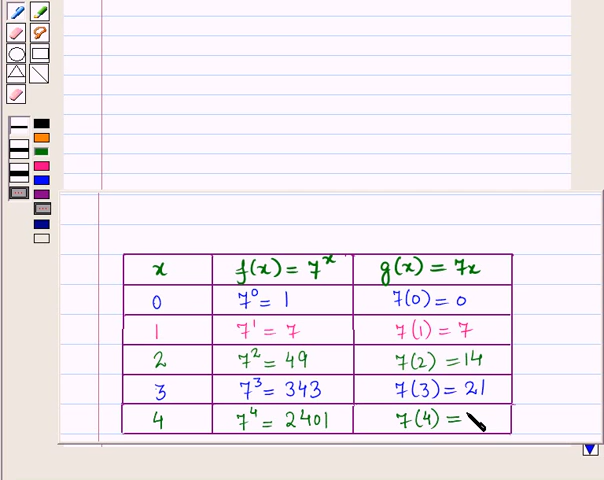 x f(x) = 7^x g(x) = 7x
0 7^0 = 1 7(0) = 0
1 7^1 = 7 7(1) = 7
2 7^2 = 49 7(2) = 14
3 7^3 = 343 7(3) = 21
4 7^4 = 2401 7(4) =